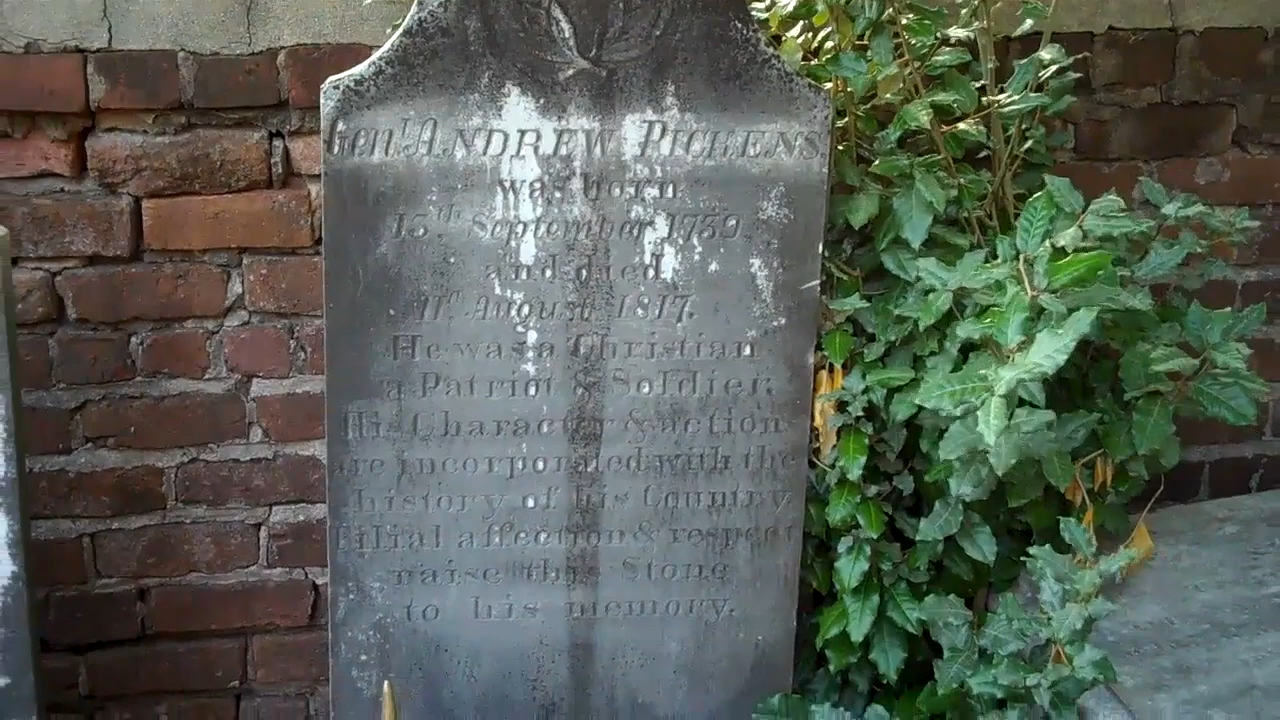 Genl. ANDREW PICKENS
was born
13th September 1739
and died
11th August 1817.
He was a Christian
a Patriot & Soldier.
His Character & actions
are incorporated with the
history of his Country
Filial affection & respect
raise this Stone
to his memory.